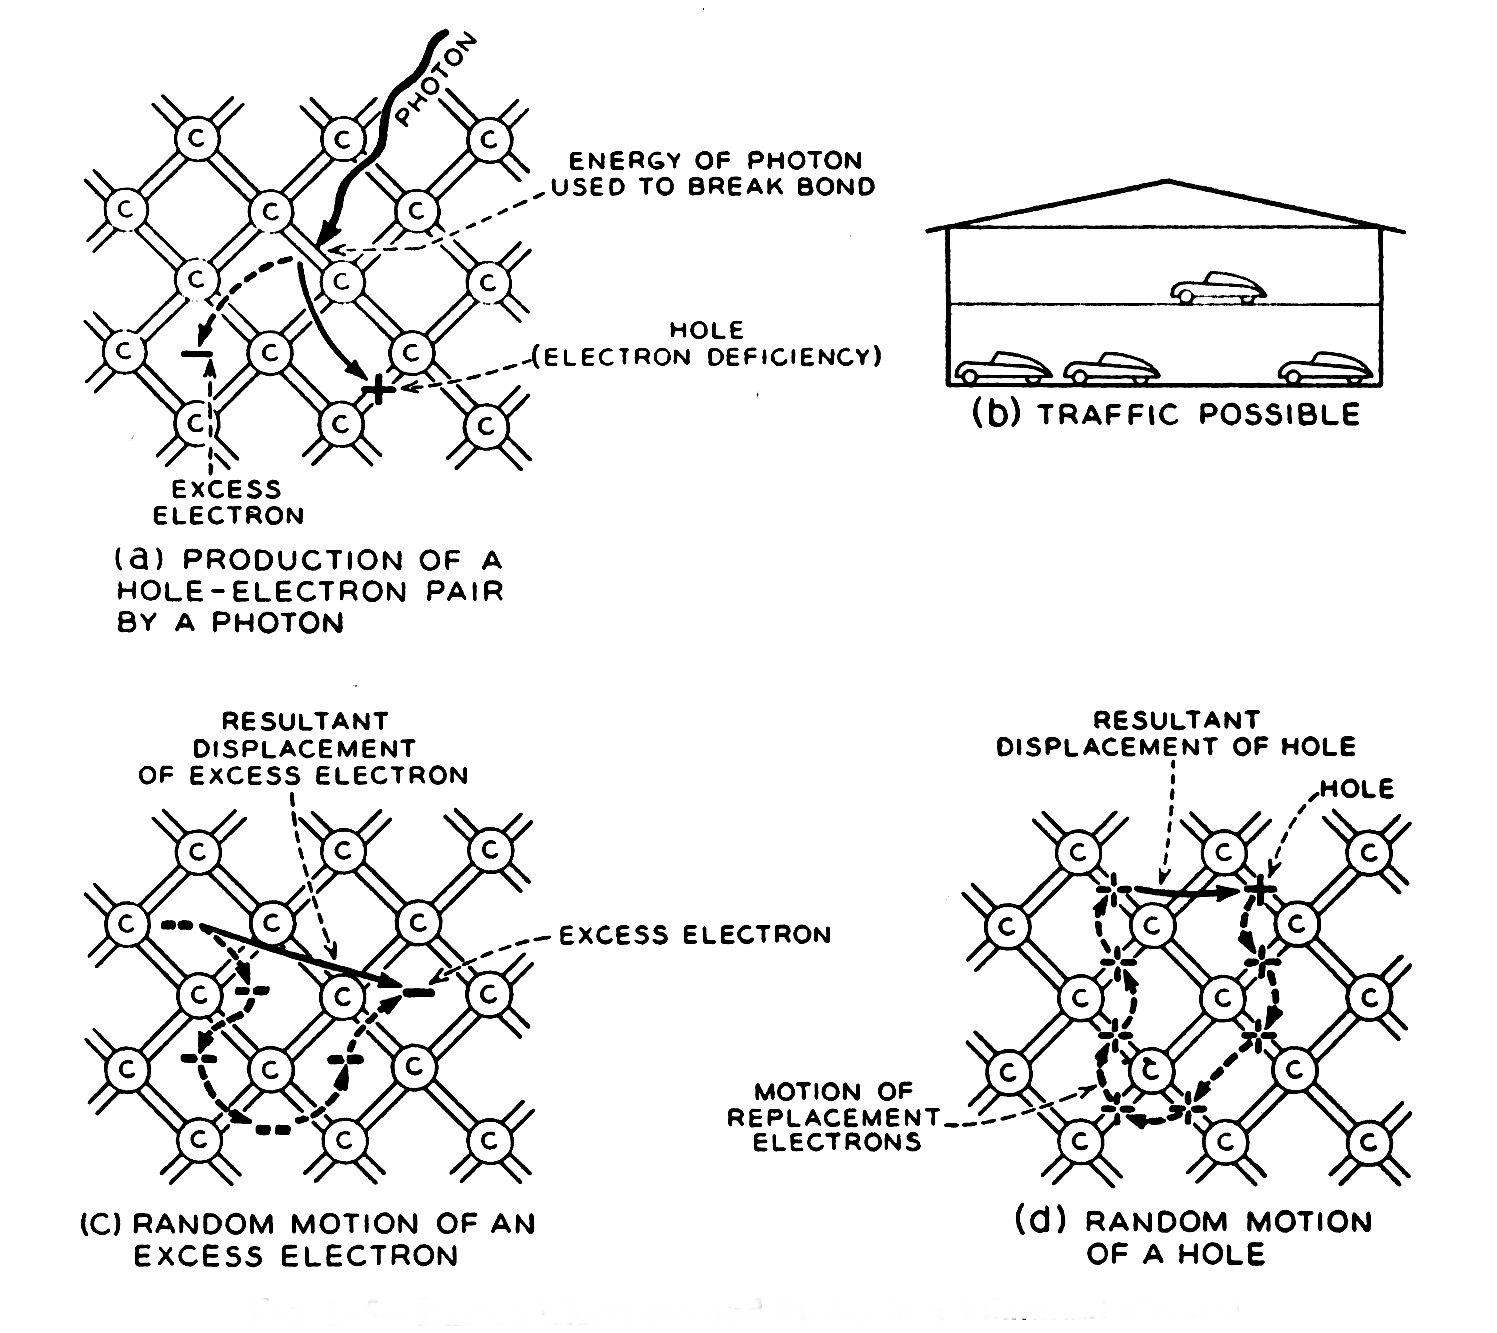 PHOTON
C C C
ENERGY OF PHOTON
USED TO BREAK BOND
C C C
C C C
HOLE
(ELECTRON DEFICIENCY)
C C C
C C C
EXCESS
ELECTRON
(a) PRODUCTION OF A
HOLE-ELECTRON PAIR
BY A PHOTON
(b) TRAFFIC POSSIBLE
RESULTANT
DISPLACEMENT
OF EXCESS ELECTRON
C C C
C C C
EXCESS ELECTRON
C C C
C C C
C C C
(C) RANDOM MOTION OF AN
EXCESS ELECTRON
RESULTANT
DISPLACEMENT OF HOLE
HOLE
C C C
C C C
C C C
C C C
MOTION OF
REPLACEMENT
ELECTRONS
C C C
(d) RANDOM MOTION
OF A HOLE